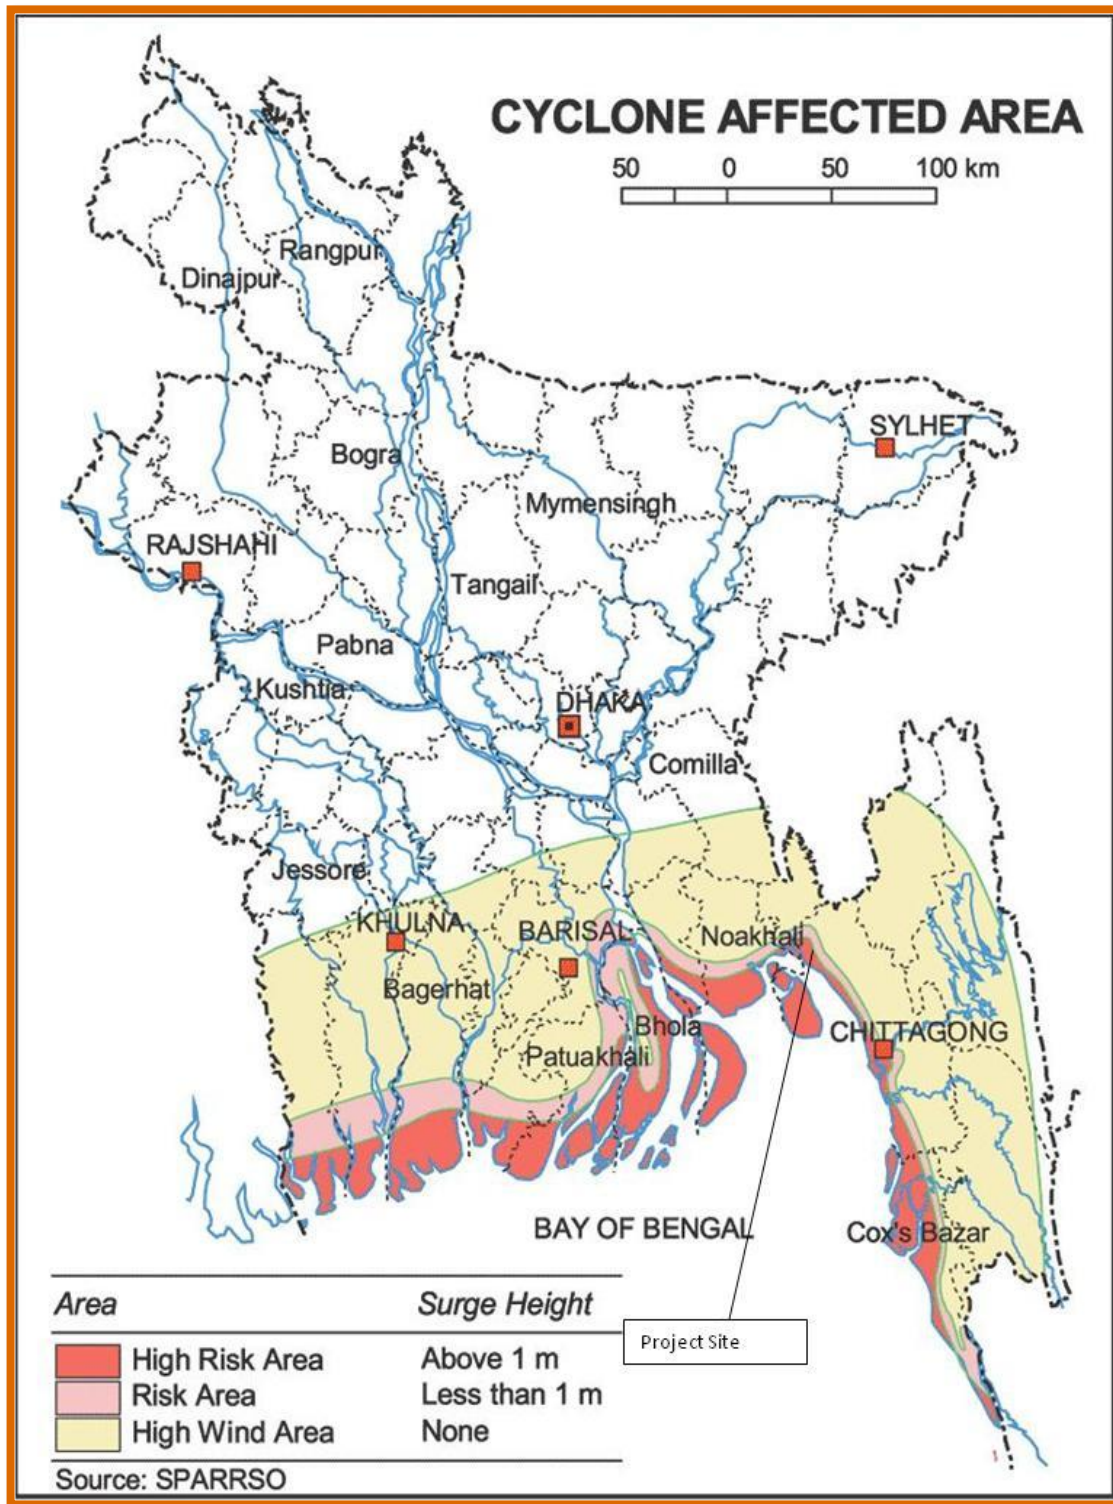 CYCLONE AFFECTED AREA
50 0 50 100 km
Rangpur
Dinajpur
SYLHET
Bogra
Mymensingh
RAJSHAHI
Tangail
Pabna
Kushtia
DHAKA
Comilla
Jessore
KHULNA
BARISAL
Noakhali
Bagerhat
Bhola
CHITTAGONG
Patuakhali
BAY OF BENGAL
Cox's Bazar
Project Site
Area Surge Height
High Risk Area Above 1 m
Risk Area Less than 1 m
High Wind Area None
Source: SPARRSO